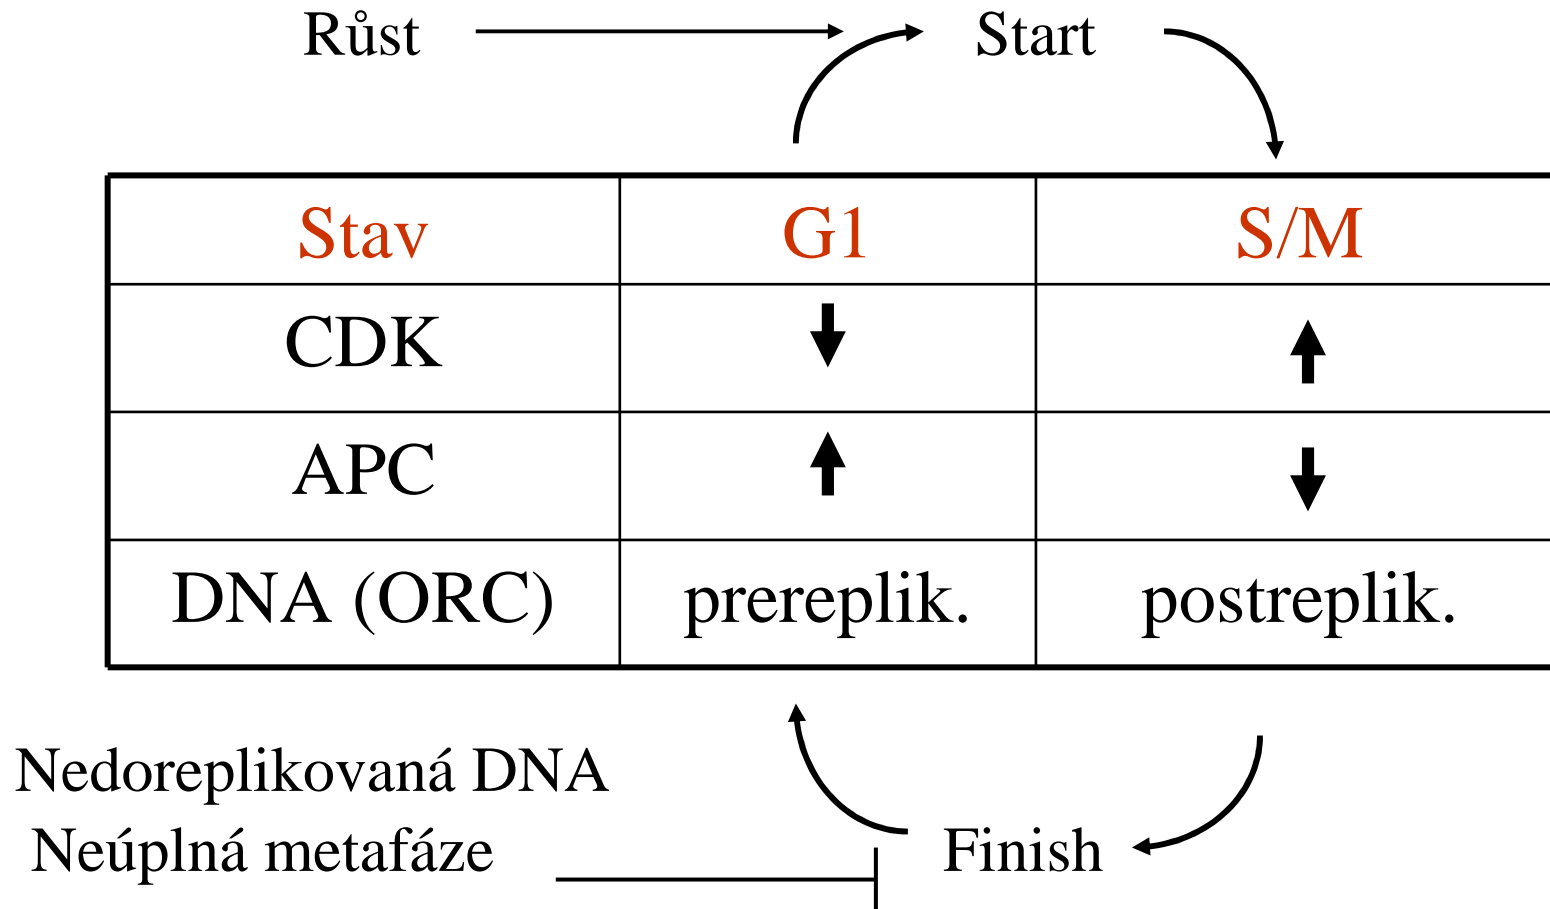 Růst Start
Stav G1 S/M
CDK
APC
DNA (ORC) prereplik. postreplik.
Nedoreplikovaná DNA
Neúplná metafáze Finish